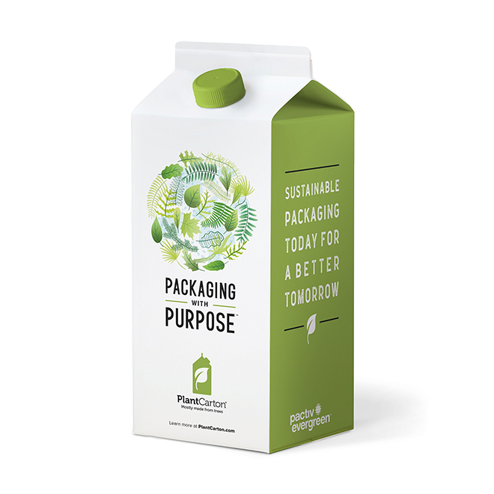 PACKAGING
WITH
PURPOSE™
PlantCarton®
Mostly made from trees
Learn more at PlantCarton.com
SUSTAINABLE
PACKAGING
TODAY FOR
A BETTER
TOMORROW
pactiv
evergreen